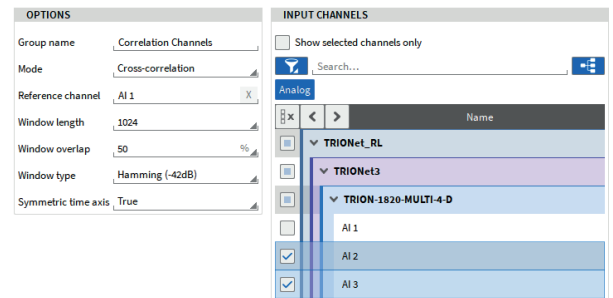 OPTIONS
Group name Correlation Channels
Mode Cross-correlation
Reference channel AI 1 X
Window length 1024
Window overlap 50 %
Window type Hamming (-42dB)
Symmetric time axis True
INPUT CHANNELS
Show selected channels only
Search...
Analog
x < > Name
TRIONet_RL
TRIONet3
TRION-1820-MULTI-4-D
AI 1
AI 2
AI 3